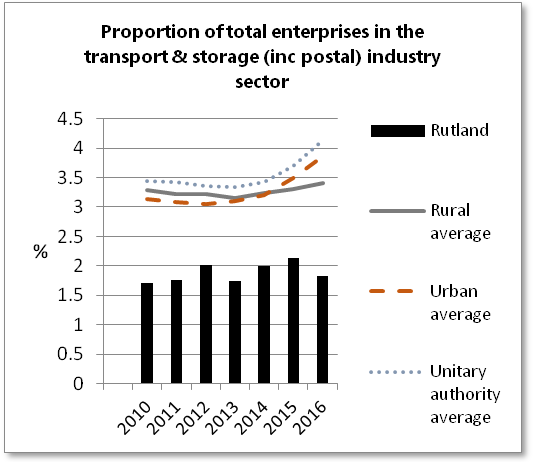 Proportion of total enterprises in the
transport & storage (inc postal) industry
sector
4.5
4
3.5
3
2.5
2
1.5
1
0.5
0
%
2010
2011
2012
2013
2014
2015
2016
Rutland
Rural
average
Urban
average
Unitary
authority
average